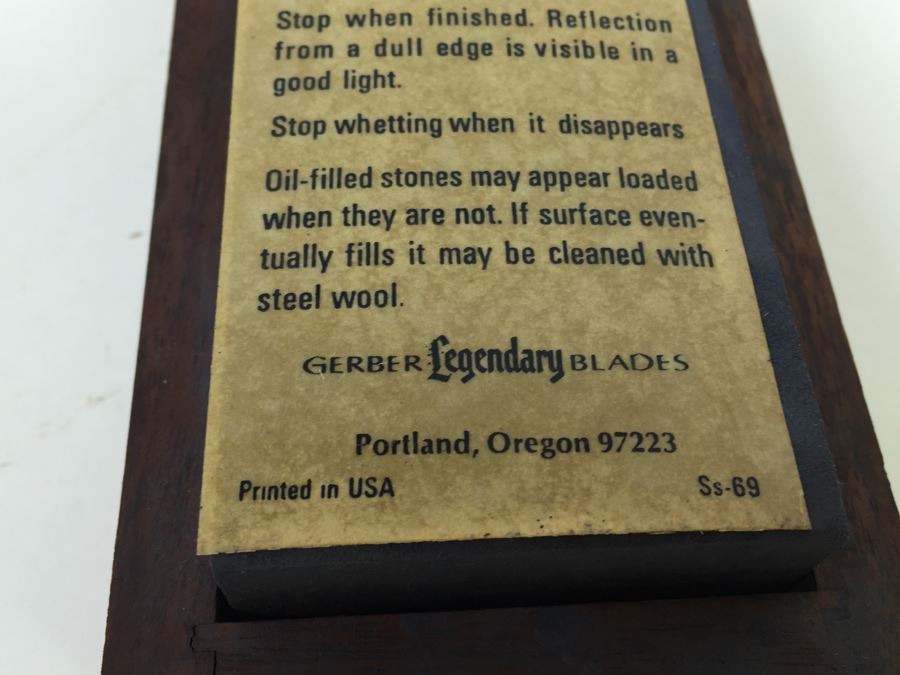 Stop when finished. Reflection
from a dull edge is visible in a
good light.
Stop whetting when it disappears
Oil-filled stones may appear loaded
when they are not. If surface even-
tually fills it may be cleaned with
steel wool.
GERBER Legendary BLADES
Portland, Oregon 97223
Printed in USA Ss-69